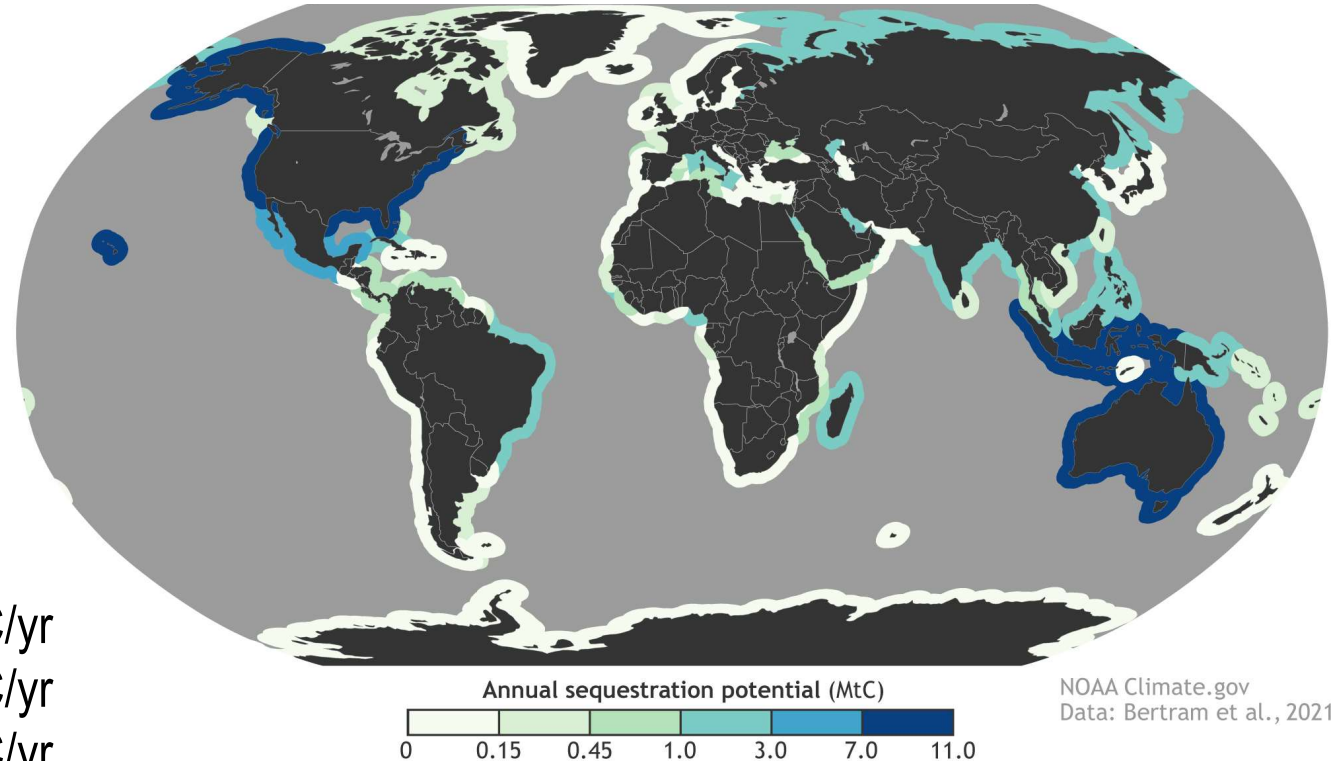 C/yr
C/yr
C/yr
Annual sequestration potential (MtC)
0 0.15 0.45 1.0 3.0 7.0 11.0
NOAA Climate.gov
Data: Bertram et al., 2021